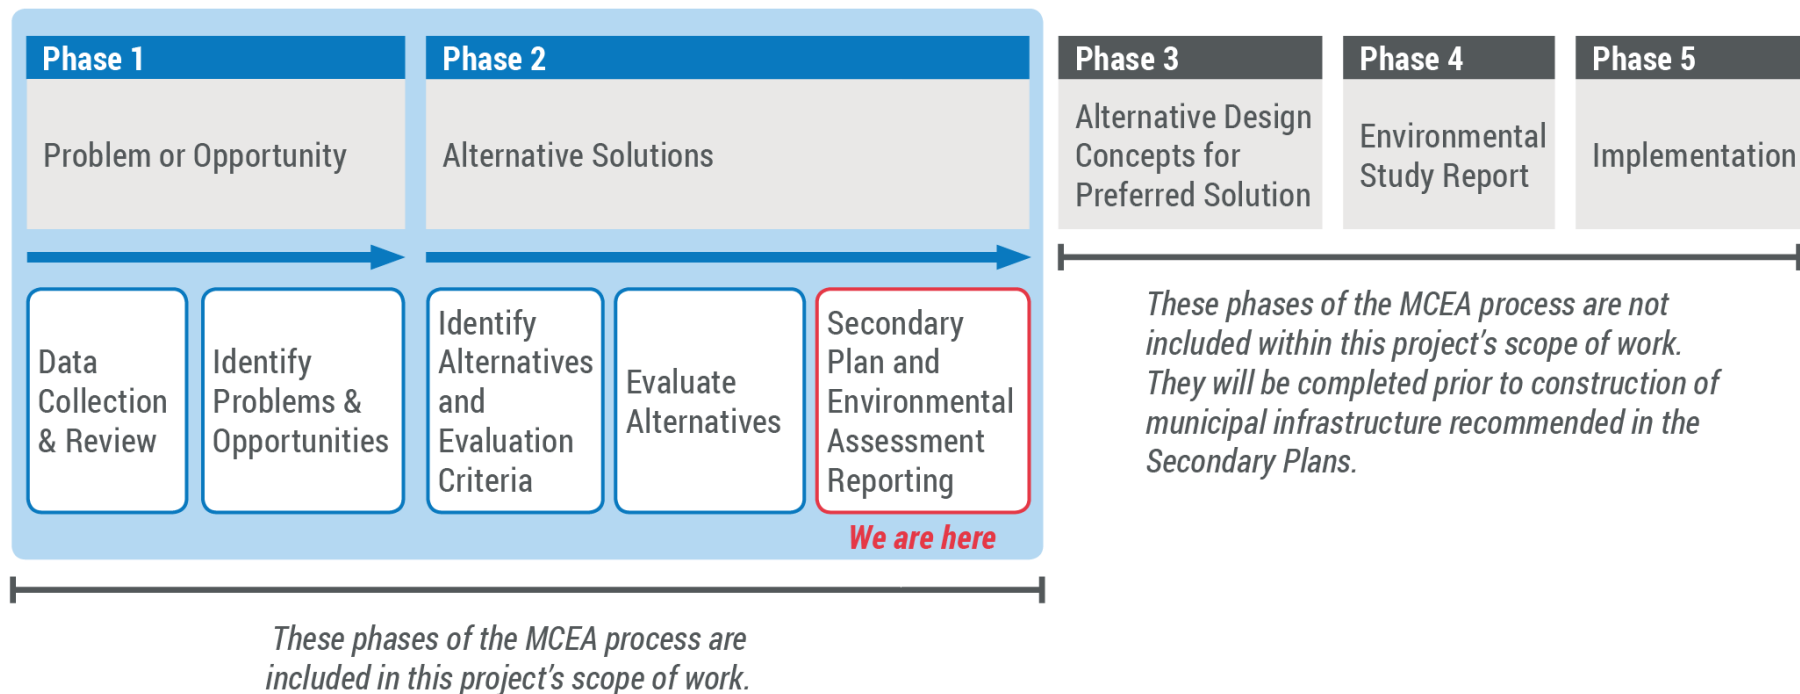 Phase 1
Problem or Opportunity
Data
Collection
& Review
Identify
Problems &
Opportunities
Phase 2
Alternative Solutions
Identify
Alternatives
and
Evaluation
Criteria
Evaluate
Alternatives
Secondary
Plan and
Environmental
Assessment
Reporting
We are here
These phases of the MCEA process are
included in this project’s scope of work.
Phase 3
Alternative Design
Concepts for
Preferred Solution
Phase 4
Environmental
Study Report
Phase 5
Implementation
These phases of the MCEA process are not
included within this project’s scope of work.
They will be completed prior to construction of
municipal infrastructure recommended in the
Secondary Plans.